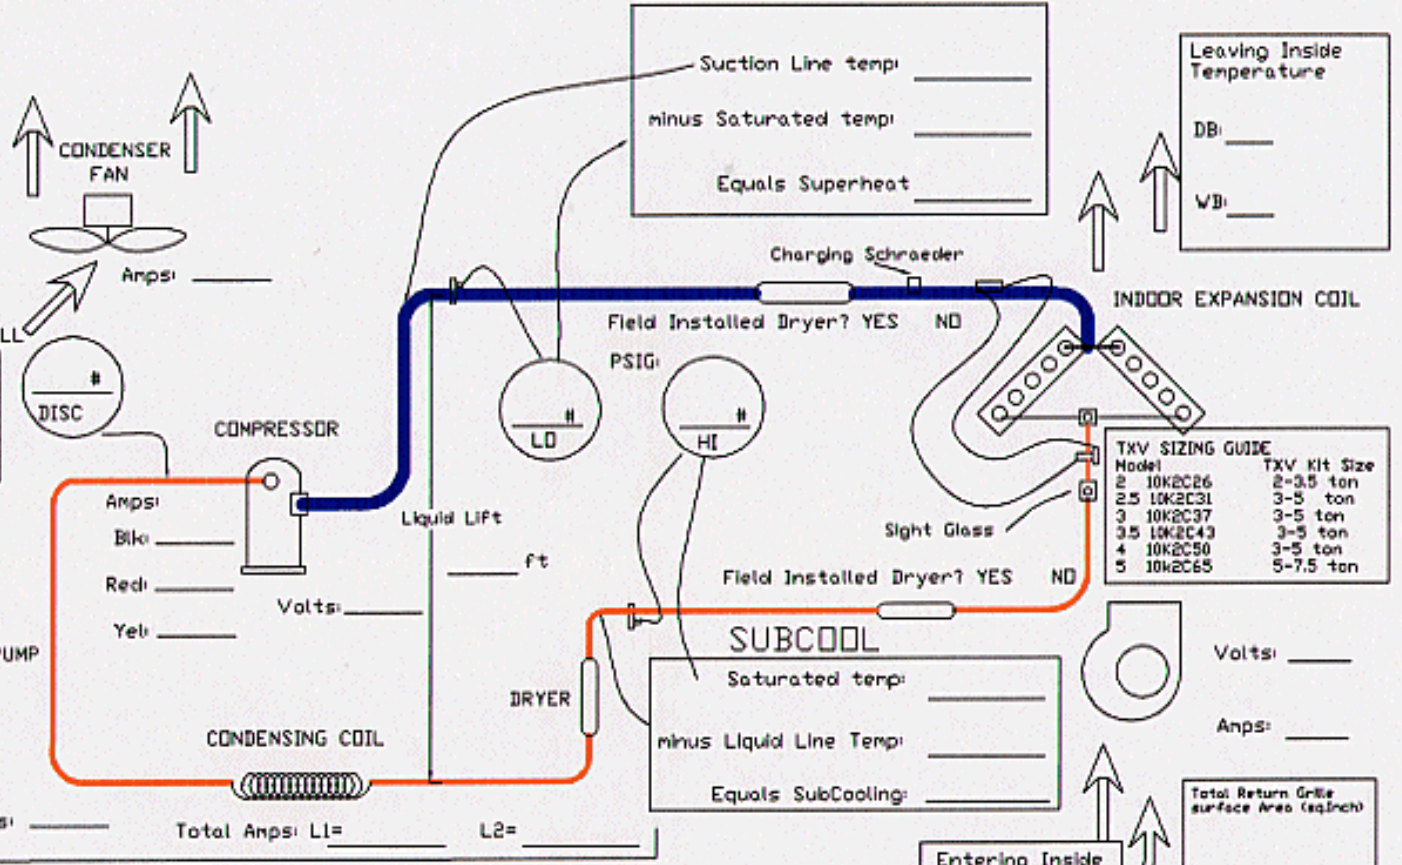 Suction Line temp:
minus Saturated temp:
Equals Superheat
Leaving Inside
Temperature
DB:
WB:
CONDENSER
FAN
Amps:
Charging Schraeder
INDOOR EXPANSION COIL
Field Installed Dryer? YES NO
LL
PSIG:
#
DISC
#
LO
#
HI
COMPRESSOR
TXV SIZING GUIDE
Model TXV Kit Size
2 10K2C26 2-3.5 ton
2.5 10K2C31 3-5 ton
3 10K2C37 3-5 ton
3.5 10K2C43 3-5 ton
4 10K2C50 3-5 ton
5 10k2C65 5-7.5 ton
Amps:
Blk:
Red:
Yel:
Liquid Lift
ft
Sight Glass
Field Installed Dryer? YES NO
Volts:
PUMP
SUBCOOL
Saturated temp:
minus Liquid Line Temp:
Equals SubCooling:
DRYER
Volts:
Amps:
CONDENSING COIL
Total Return Grille
surface Area (sq.Inch)
s:
Total Amps: L1=
L2=
Entering Inside